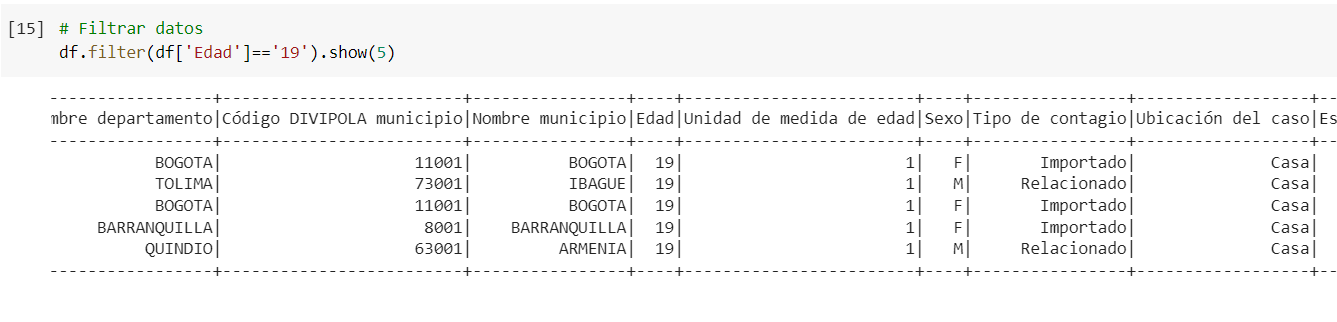 [15] # Filtrar datos
df.filter(df['Edad']=='19').show(5)
-----------------+-------------------------+----------------+----+------------------------+----+----------------+------------------+--
mbre departamento|Código DIVIPOLA municipio|Nombre municipio|Edad|Unidad de medida de edad|Sexo|Tipo de contagio|Ubicación del caso|Es
-----------------+-------------------------+----------------+----+------------------------+----+----------------+------------------+--
           BOGOTA|                    11001|          BOGOTA|  19|                       1|   F|       Importado|              Casa|
           TOLIMA|                    73001|          IBAGUE|  19|                       1|   M|     Relacionado|              Casa|
           BOGOTA|                    11001|          BOGOTA|  19|                       1|   F|       Importado|              Casa|
     BARRANQUILLA|                     8001|    BARRANQUILLA|  19|                       1|   F|       Importado|              Casa|
          QUINDIO|                    63001|         ARMENIA|  19|                       1|   M|     Relacionado|              Casa|
-----------------+-------------------------+----------------+----+------------------------+----+----------------+------------------+--